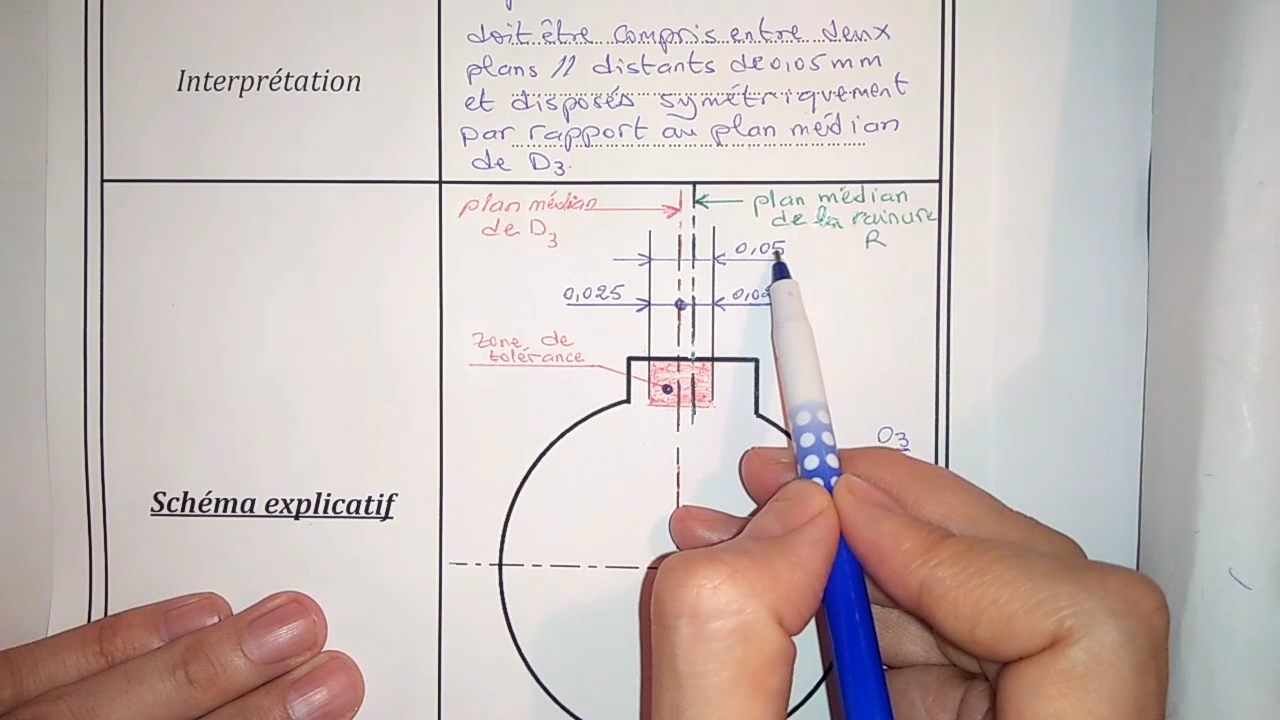 Interprétation
doit être compris entre deux
plans // distants de 0,05 mm
et disposés symétriquement
par rapport au plan médian
de D3.
Schéma explicatif
plan médian
de D3
plan médian
de la rainure
R
0,05
0,025
Zone de
tolérance